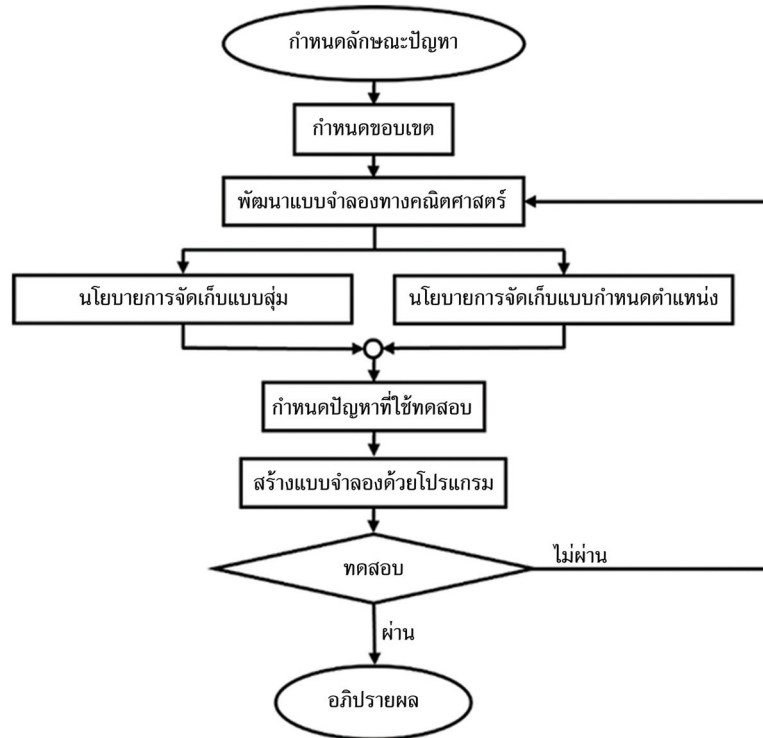 กำหนดลักษณะปัญหา
กำหนดขอบเขต
พัฒนาแบบจำลองทางคณิตศาสตร์
นโยบายการจัดเก็บแบบสุ่ม
นโยบายการจัดเก็บแบบกำหนดตำแหน่ง
กำหนดปัญหาที่ใช้ทดสอบ
สร้างแบบจำลองด้วยโปรแกรม
ทดสอบ
ไม่ผ่าน
ผ่าน
อภิปรายผล